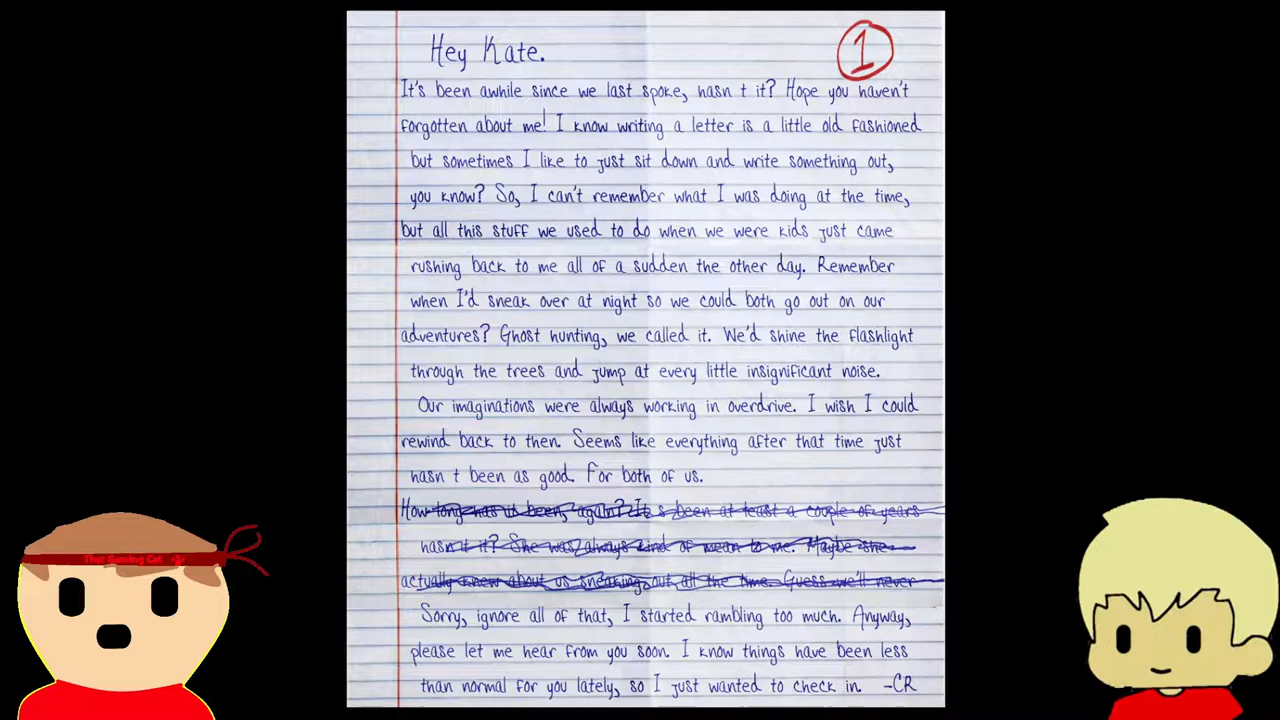 Hey Kate.
1
It's been awhile since we last spoke, hasn t it? Hope you haven't
forgotten about me! I know writing a letter is a little old fashioned
but sometimes I like to just sit down and write something out,
you know? So, I can't remember what I was doing at the time,
but all this stuff we used to do when we were kids just came
rushing back to me all of a sudden the other day. Remember
when I'd sneak over at night so we could both go out on our
adventures? Ghost hunting, we called it. We'd shine the flashlight
through the trees and jump at every little insignificant noise.
Our imaginations were always working in overdrive. I wish I could
rewind back to then. Seems like everything after that time just
hasn t been as good. For both of us.
How long has it been, again? It s been at least a couple of years
hasn t it? She was always kind of mean to me. Maybe she
actually knew about us sneaking out all the time. Guess we'll never
Sorry, ignore all of that, I started rambling too much. Anyway,
please let me hear from you soon. I know things have been less
than normal for you lately, so I just wanted to check in. -CR
That Gaming Cat